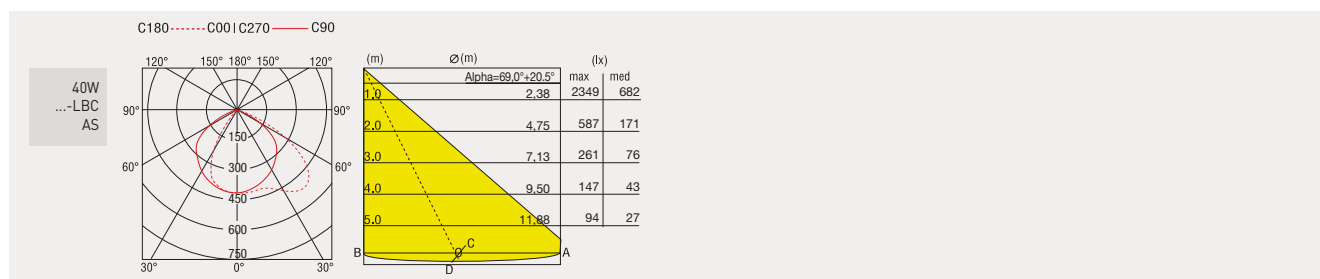 C180 C00 | C270 C90
40W
...-LBC
AS
120° 150° 180° 150° 120°
90° 90°
150
60° 300 60°
450
600
750
30° 0° 30°
(m) Ø(m) (lx)
Alpha=69,0°+20.5° max med
1.0 2,38 2349 682
2.0 4,75 587 171
3.0 7,13 261 76
4.0 9,50 147 43
5.0 11,88 94 27
B C A
D